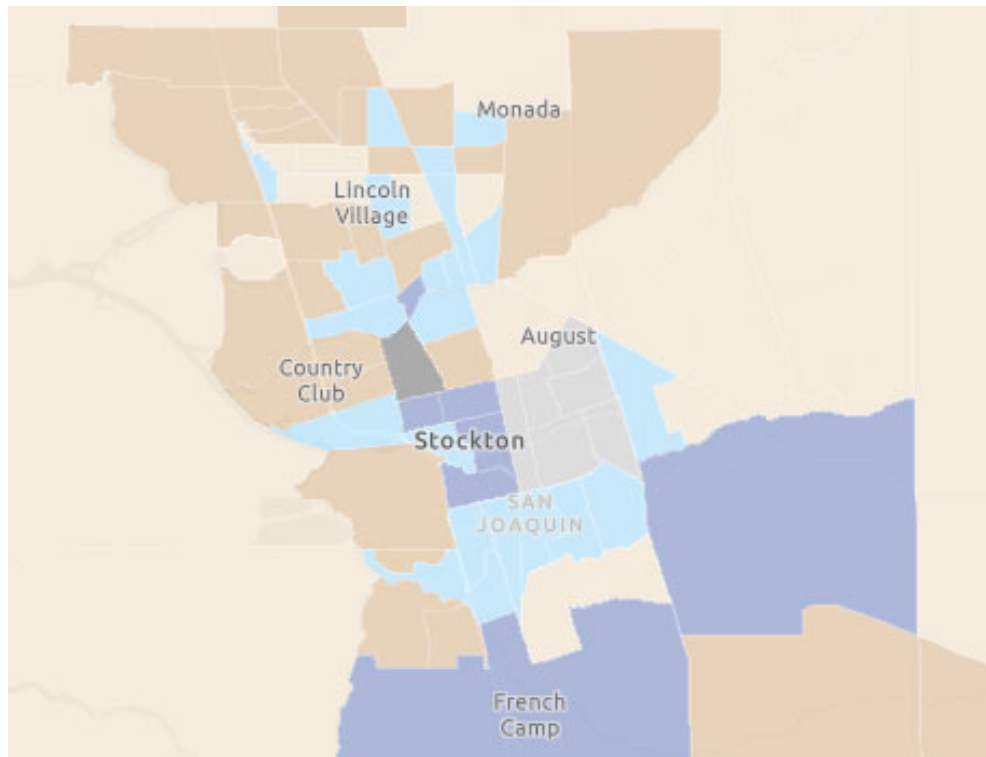 Monada
Lincoln
Village
August
Country
Club
Stockton
SAN
JOAQUIN
French
Camp